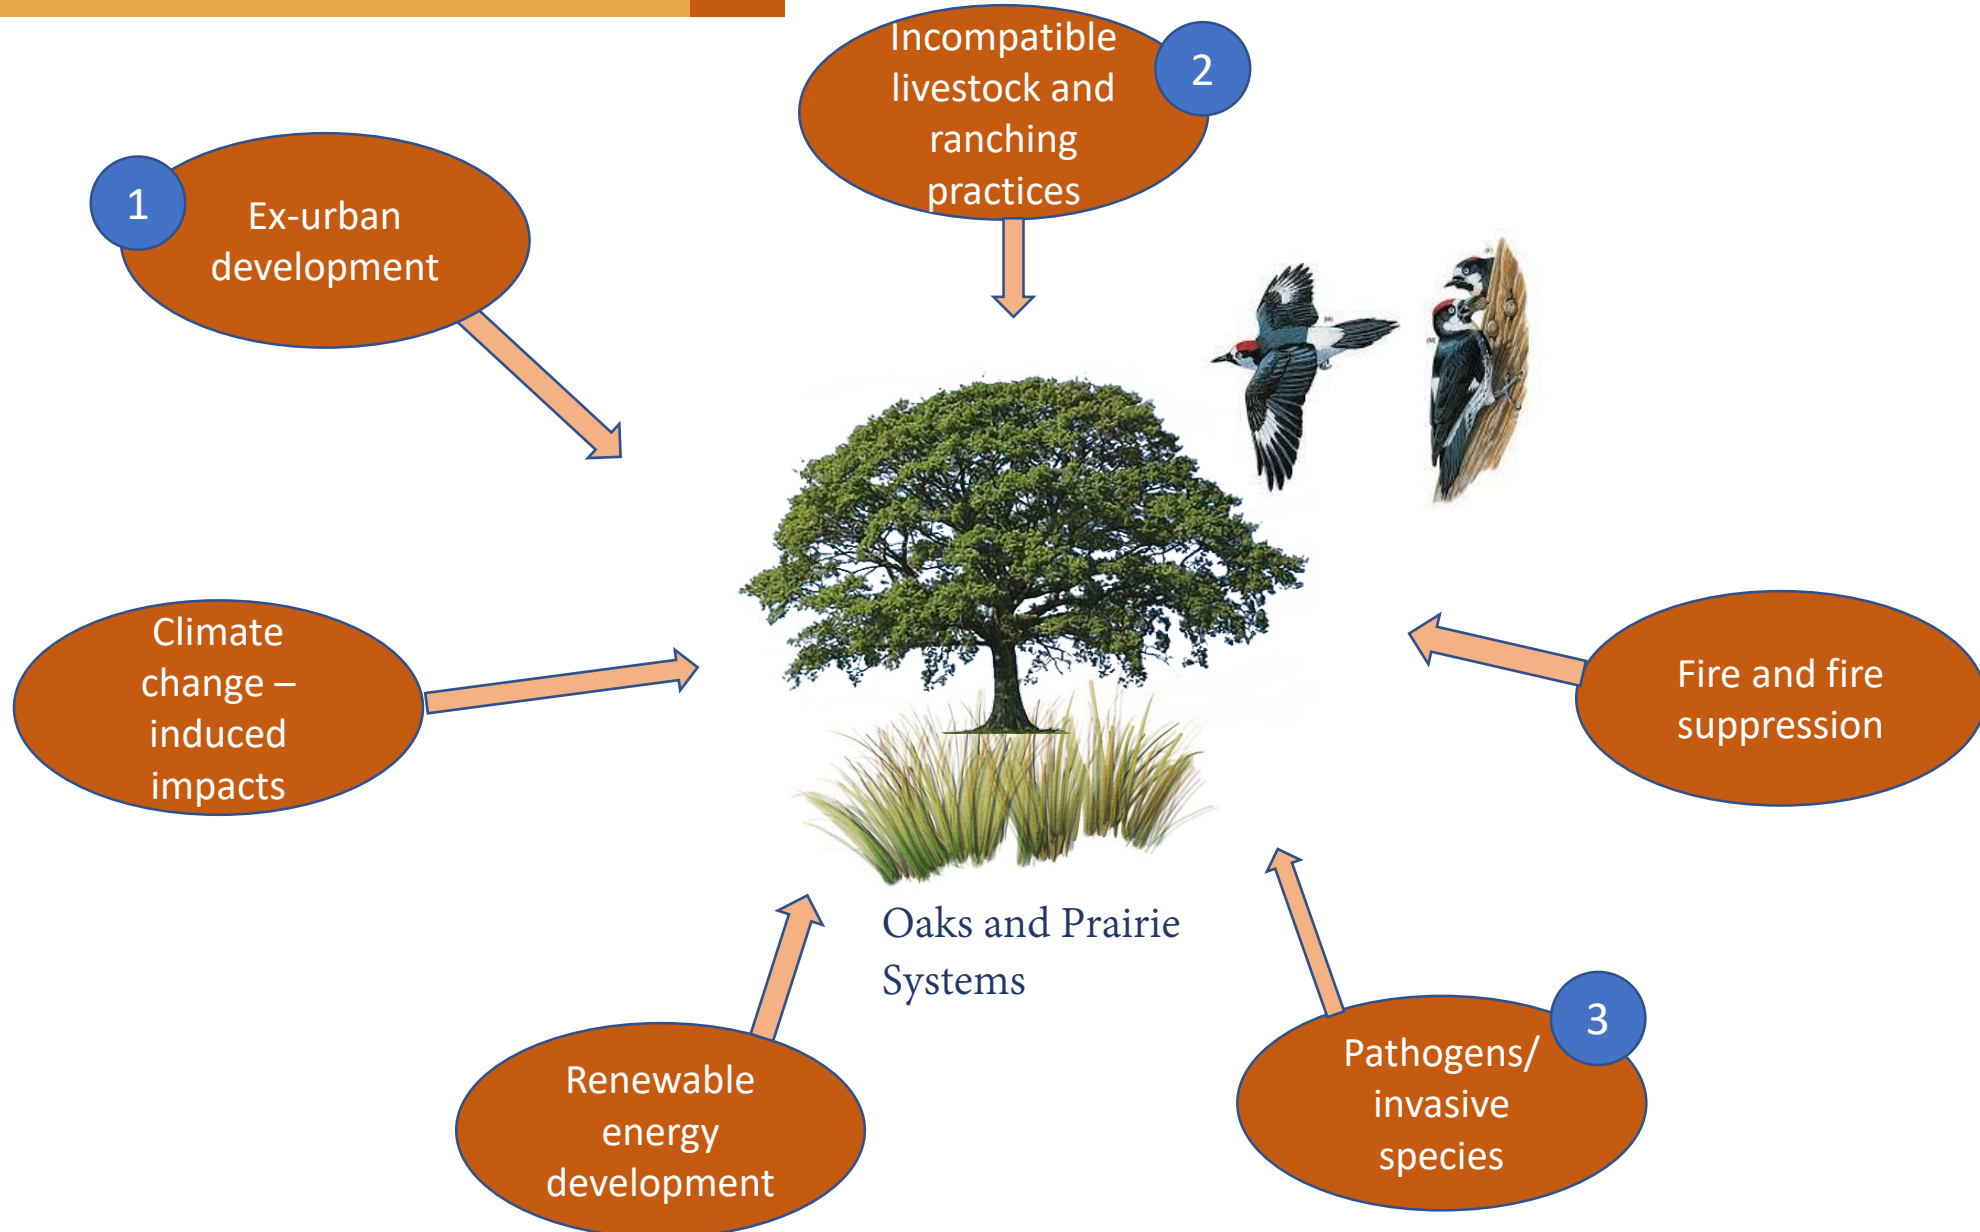 Incompatible
livestock and
ranching
practices
2
1
Ex-urban
development
Climate
change –
induced
impacts
Fire and fire
suppression
Oaks and Prairie
Systems
Renewable
energy
development
3
Pathogens/
invasive
species